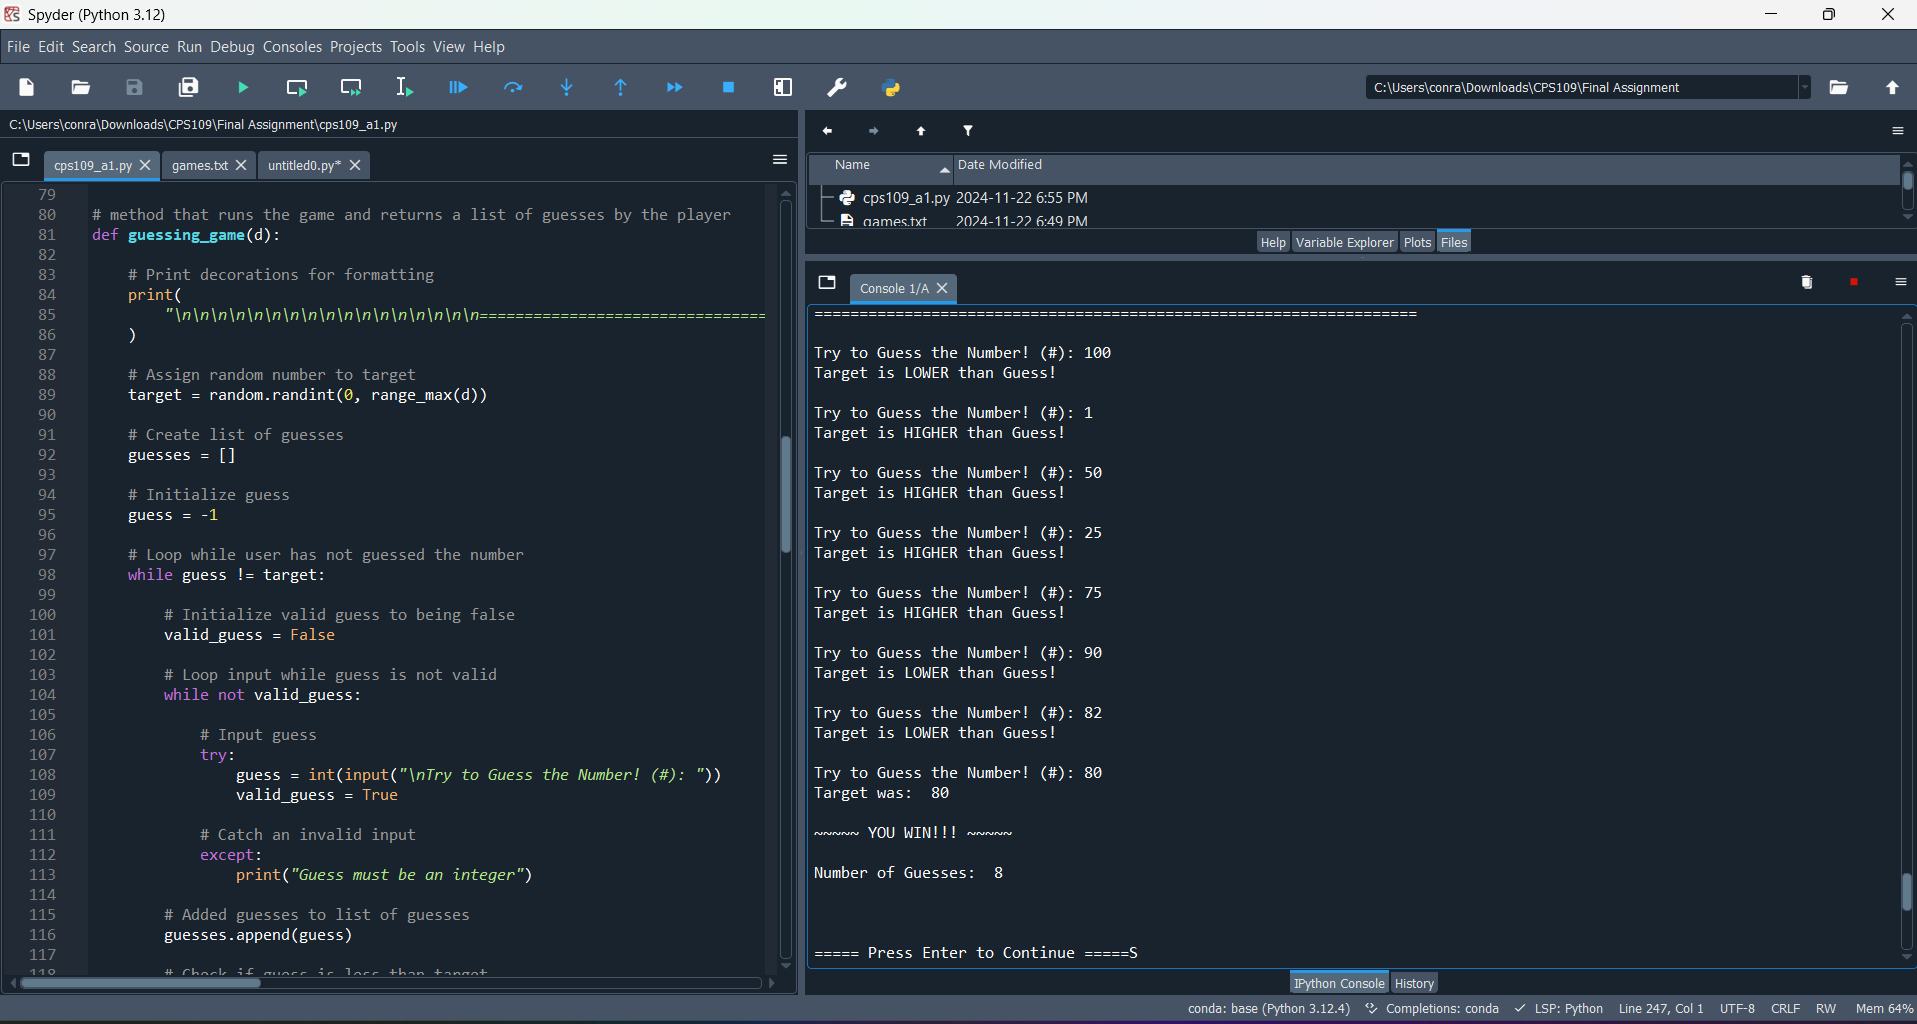 Spyder (Python 3.12)
File Edit Search Source Run Debug Consoles Projects Tools View Help
C:\Users\conra\Downloads\CPS109\Final Assignment
C:\Users\conra\Downloads\CPS109\Final Assignment\cps109_a1.py
cps109_a1.py games.txt untitled0.py*
79
80 # method that runs the game and returns a list of guesses by the player
81 def guessing_game(d):
82
83 # Print decorations for formatting
84 print(
85 "\n\n\n\n\n\n\n\n\n\n\n\n\n\n\n\n\n================================
86 )
87
88 # Assign random number to target
89 target = random.randint(0, range_max(d))
90
91 # Create list of guesses
92 guesses = []
93
94 # Initialize guess
95 guess = -1
96
97 # Loop while user has not guessed the number
98 while guess != target:
99
100 # Initialize valid guess to being false
101 valid_guess = False
102
103 # Loop input while guess is not valid
104 while not valid_guess:
105
106 # Input guess
107 try:
108 guess = int(input("\nTry to Guess the Number! (#): "))
109 valid_guess = True
110
111 # Catch an invalid input
112 except:
113 print("Guess must be an integer")
114
115 # Added guesses to list of guesses
116 guesses.append(guess)
117
118 # Check if guess is less than target
Name Date Modified
cps109_a1.py 2024-11-22 6:55 PM
games.txt 2024-11-22 6:49 PM
Help Variable Explorer Plots Files
Console 1/A
===================================================================
Try to Guess the Number! (#): 100
Target is LOWER than Guess!
Try to Guess the Number! (#): 1
Target is HIGHER than Guess!
Try to Guess the Number! (#): 50
Target is HIGHER than Guess!
Try to Guess the Number! (#): 25
Target is HIGHER than Guess!
Try to Guess the Number! (#): 75
Target is HIGHER than Guess!
Try to Guess the Number! (#): 90
Target is LOWER than Guess!
Try to Guess the Number! (#): 82
Target is LOWER than Guess!
Try to Guess the Number! (#): 80
Target was:  80
~~~~~ YOU WIN!!! ~~~~~
Number of Guesses:  8
===== Press Enter to Continue =====S
IPython Console History
conda: base (Python 3.12.4) Completions: conda LSP: Python Line 247, Col 1 UTF-8 CRLF RW Mem 64%